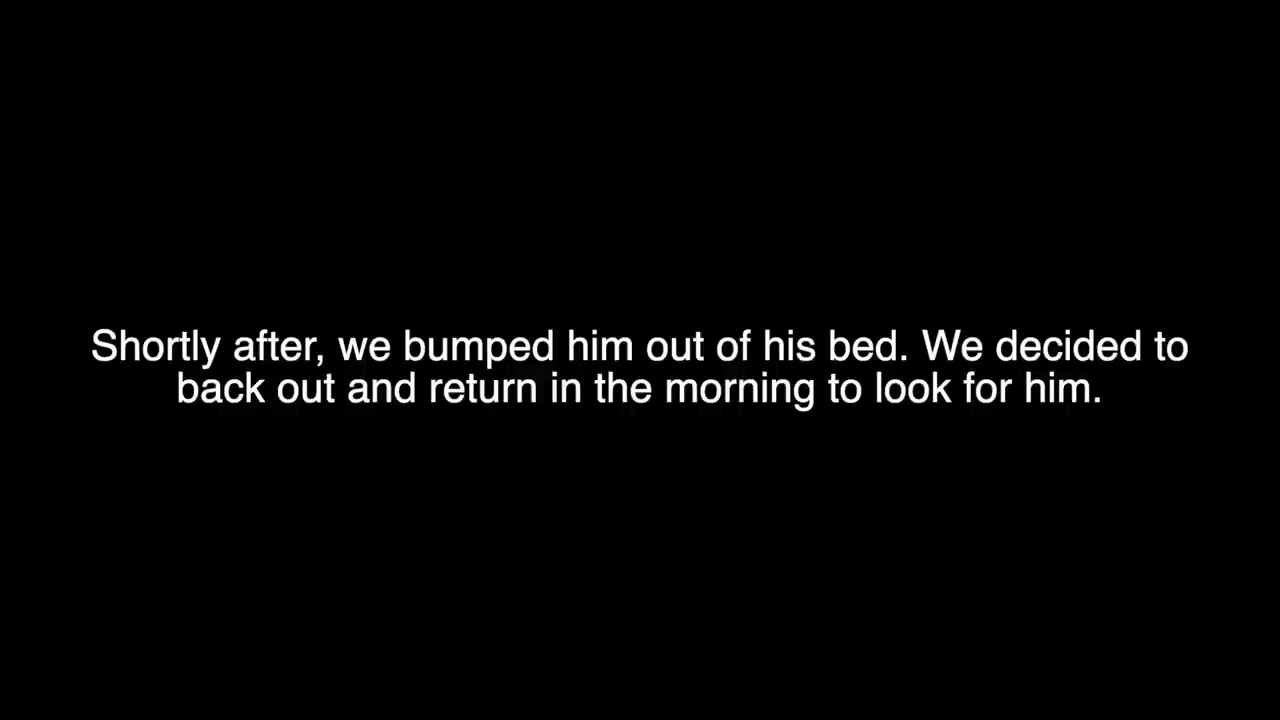 Shortly after, we bumped him out of his bed. We decided to
back out and return in the morning to look for him.